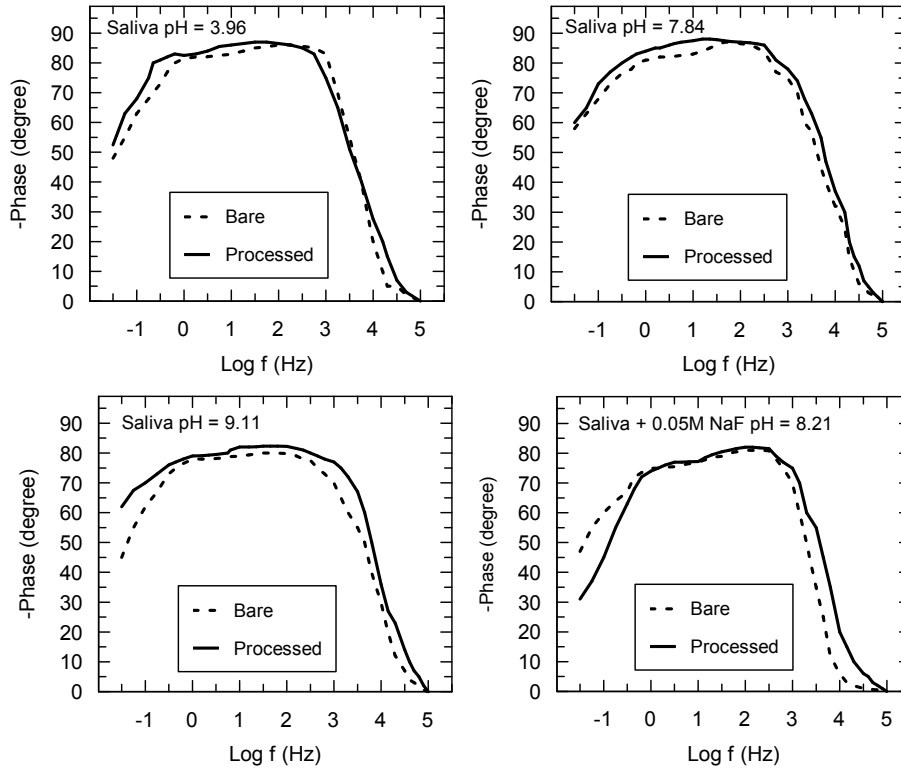 Saliva pH = 3.96
90
80
70
60
50
40
30
20
10
0
-Phase (degree)
Bare
Processed
-1 0 1 2 3 4 5
Log f (Hz)
Saliva pH = 7.84
90
80
70
60
50
40
30
20
10
0
-Phase (degree)
Bare
Processed
-1 0 1 2 3 4 5
Log f (Hz)
Saliva pH = 9.11
90
80
70
60
50
40
30
20
10
0
-Phase (degree)
Bare
Processed
-1 0 1 2 3 4 5
Log f (Hz)
Saliva + 0.05M NaF pH = 8.21
90
80
70
60
50
40
30
20
10
0
-Phase (degree)
Bare
Processed
-1 0 1 2 3 4 5
Log f (Hz)